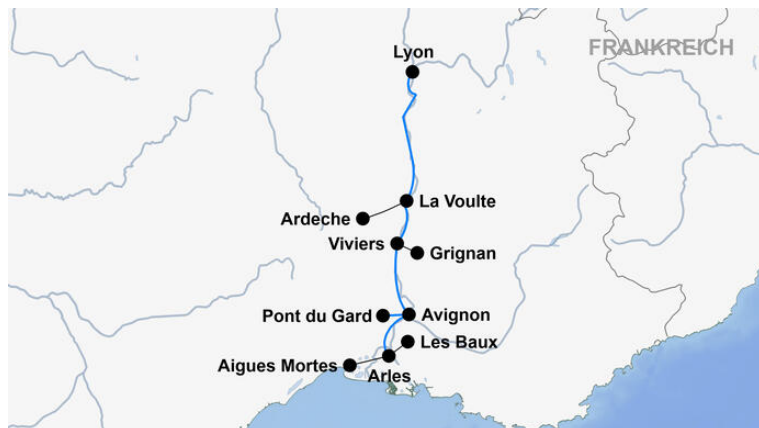 Lyon
FRANKREICH
La Voulte
Ardeche
Viviers
Grignan
Pont du Gard
Avignon
Les Baux
Aigues Mortes
Arles